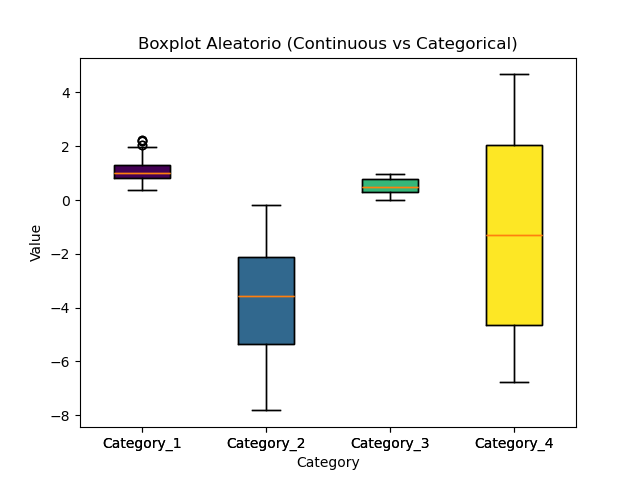 Boxplot Aleatorio (Continuous vs Categorical)
4
2
0
−2
−4
−6
−8
Value
Category_1 Category_2 Category_3 Category_4
Category